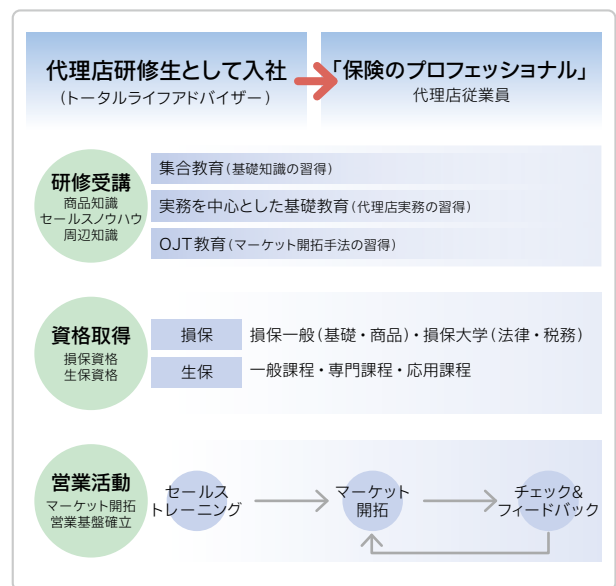 代理店研修生として入社
(トータルライフアドバイザー)
「保険のプロフェッショナル」
代理店従業員
研修受講
商品知識
セールスノウハウ
周辺知識
集合教育(基礎知識の習得)
実務を中心とした基礎教育(代理店実務の習得)
OJT教育(マーケット開拓手法の習得)
資格取得
損保資格
生保資格
損保 損保一般(基礎・商品)・損保大学(法律・税務)
生保 一般課程・専門課程・応用課程
営業活動
マーケット開拓
営業基盤確立
セールス
トレーニング
マーケット
開拓
チェック&
フィードバック